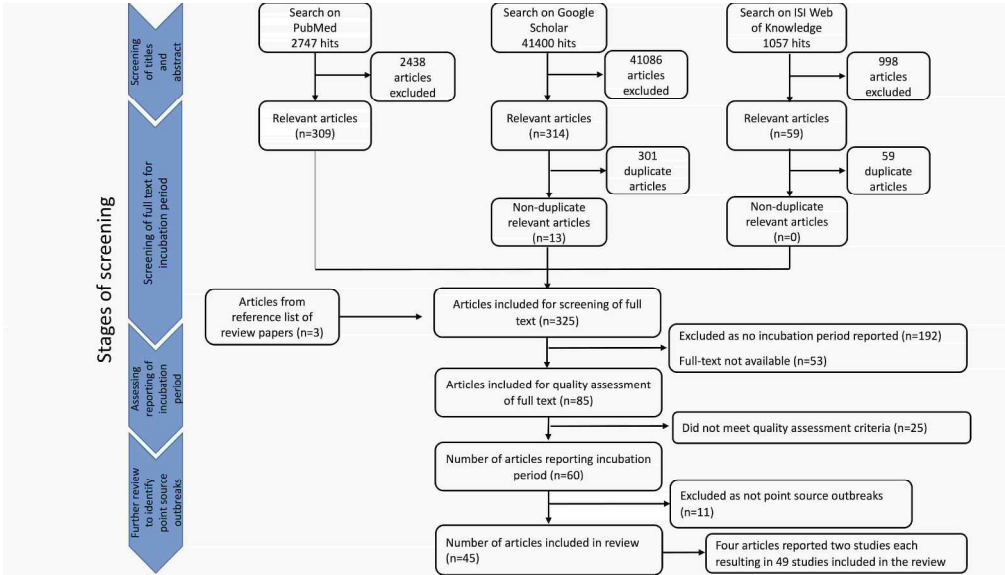 Stages of screening
Screening
of titles
and
abstract
Screening of full text for
incubation period
Assessing
reporting of
incubation
period
Further review
to identify
point source
outbreaks
Search on
PubMed
2747 hits
2438
articles
excluded
Relevant articles
(n=309)
Search on Google
Scholar
41400 hits
41086
articles
excluded
Relevant articles
(n=314)
301
duplicate
articles
Non-duplicate
relevant articles
(n=13)
Search on ISI Web
of Knowledge
1057 hits
998
articles
excluded
Relevant articles
(n=59)
59
duplicate
articles
Non-duplicate
relevant articles
(n=0)
Articles from
reference list of
review papers (n=3)
Articles included for screening of full
text (n=325)
Excluded as no incubation period reported (n=192)
Full-text not available (n=53)
Articles included for quality assessment
of full text (n=85)
Did not meet quality assessment criteria (n=25)
Number of articles reporting incubation
period (n=60)
Excluded as not point source outbreaks
(n=11)
Number of articles included in review
(n=45)
Four articles reported two studies each
resulting in 49 studies included in the review